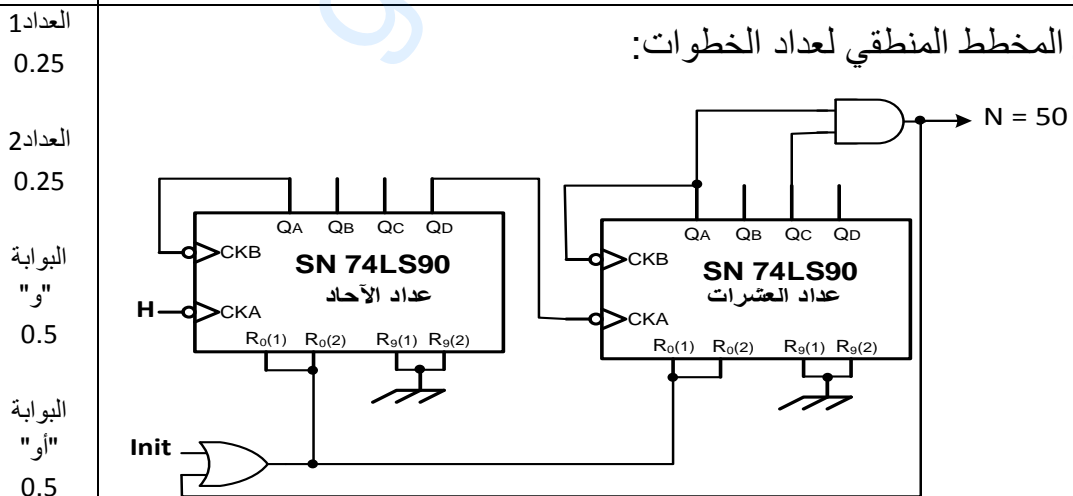 المخطط المنطقي لعداد الخطوات:
العداد1
0.25
العداد2
0.25
البوابة
"و"
0.5
البوابة
"أو"
0.5
N = 50
QA QB QC QD
CKB
SN 74LS90
عداد الآحاد
H
CKA
R0(1) R0(2) R9(1) R9(2)
QA QB QC QD
CKB
SN 74LS90
عداد العشرات
CKA
R0(1) R0(2) R9(1) R9(2)
Init